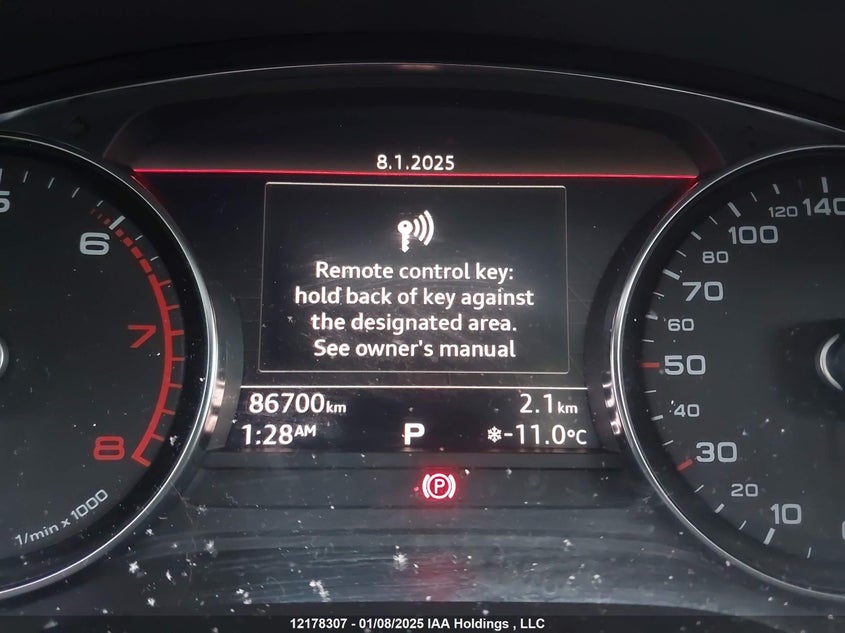 8.1.2025
Remote control key:
hold back of key against
the designated area.
See owner's manual
86700km 2.1km
1:28AM P ❄-11.0°C
(P)
5
6
7
8
1/min x 1000
120 140
100
80
70
60
50
40
30
20
10
12178307 - 01/08/2025 IAA Holdings , LLC